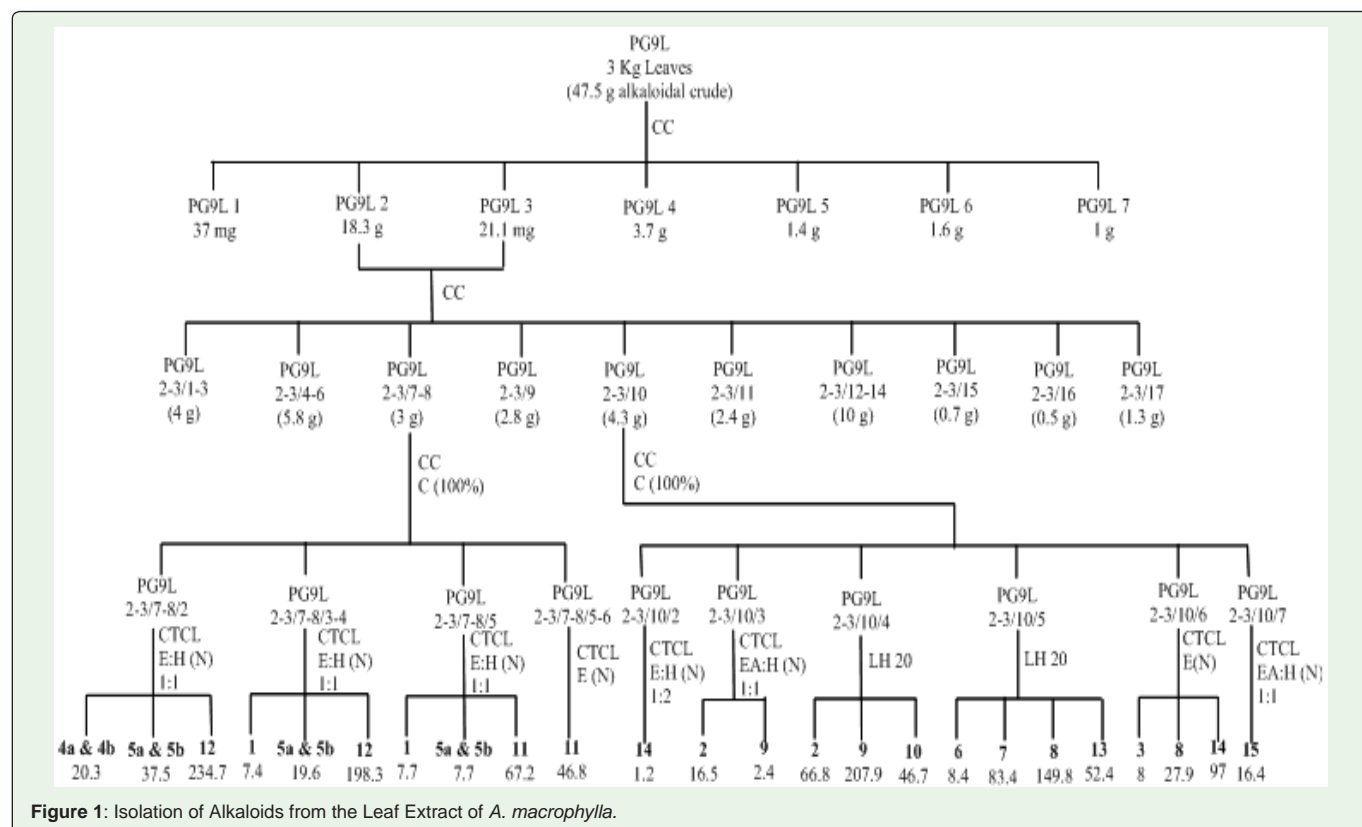 PG9L
3 Kg Leaves
(47.5 g alkaloidal crude)
CC
PG9L 1
37 mg
PG9L 2
18.3 g
PG9L 3
21.1 mg
PG9L 4
3.7 g
PG9L 5
1.4 g
PG9L 6
1.6 g
PG9L 7
1 g
CC
PG9L
2-3/1-3
(4 g)
PG9L
2-3/4-6
(5.8 g)
PG9L
2-3/7-8
(3 g)
PG9L
2-3/9
(2.8 g)
PG9L
2-3/10
(4.3 g)
PG9L
2-3/11
(2.4 g)
PG9L
2-3/12-14
(10 g)
PG9L
2-3/15
(0.7 g)
PG9L
2-3/16
(0.5 g)
PG9L
2-3/17
(1.3 g)
CC
C (100%)
CC
C (100%)
PG9L
2-3/7-8/2
CTCL
E:H (N)
1:1
4a & 4b 5a & 5b 12
20.3 37.5 234.7
PG9L
2-3/7-8/3-4
CTCL
E:H (N)
1:1
1 5a & 5b 12
7.4 19.6 198.3
PG9L
2-3/7-8/5
CTCL
E:H (N)
1:1
1 5a & 5b 11
7.7 7.7 67.2
PG9L
2-3/7-8/5-6
CTCL
E (N)
11
46.8
PG9L
2-3/10/2
CTCL
E:H (N)
1:2
14
1.2
PG9L
2-3/10/3
CTCL
EA:H (N)
1:1
2 9
16.5 2.4
PG9L
2-3/10/4
LH 20
2 9 10
66.8 207.9 46.7
PG9L
2-3/10/5
LH 20
6 7 8 13
8.4 83.4 149.8 52.4
PG9L
2-3/10/6
CTCL
E(N)
3 8 14
8 27.9 97
PG9L
2-3/10/7
CTCL
EA:H (N)
1:1
15
16.4
Figure 1: Isolation of Alkaloids from the Leaf Extract of A. macrophylla.